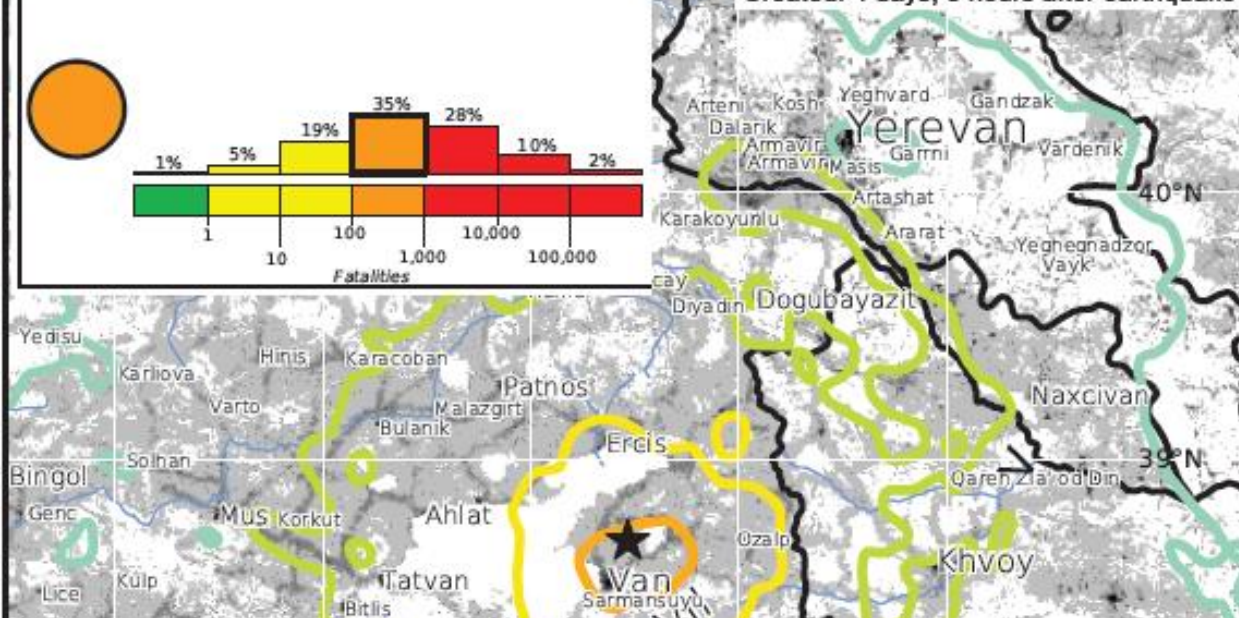 35%
28%
19%
10%
5%
1%
2%
1
100
10,000
10
1,000
100,000
Fatalities
Arteni
Kosh
Yeghvard
Gandzak
Dalarik
Yerevan
Armavir
Garni
Vardenik
Armavir
Masis
40°N
Artashat
Karakoyunlu
Ararat
Yeghegnadzor
Vayk
Diyadin
Dogubayazit
Yedisu
Karliova
Hinis
Karacoban
Patnos
Naxcivan
Varto
Malazgirt
Bulanik
Ercis
39°N
Solhan
Bingol
Qareh Zia' od Din
Genc
Mus
Korkut
Ahlat
Ozalp
Khvoy
Kulp
Tatvan
Van
Lice
Bitlis
Sarmansuyu